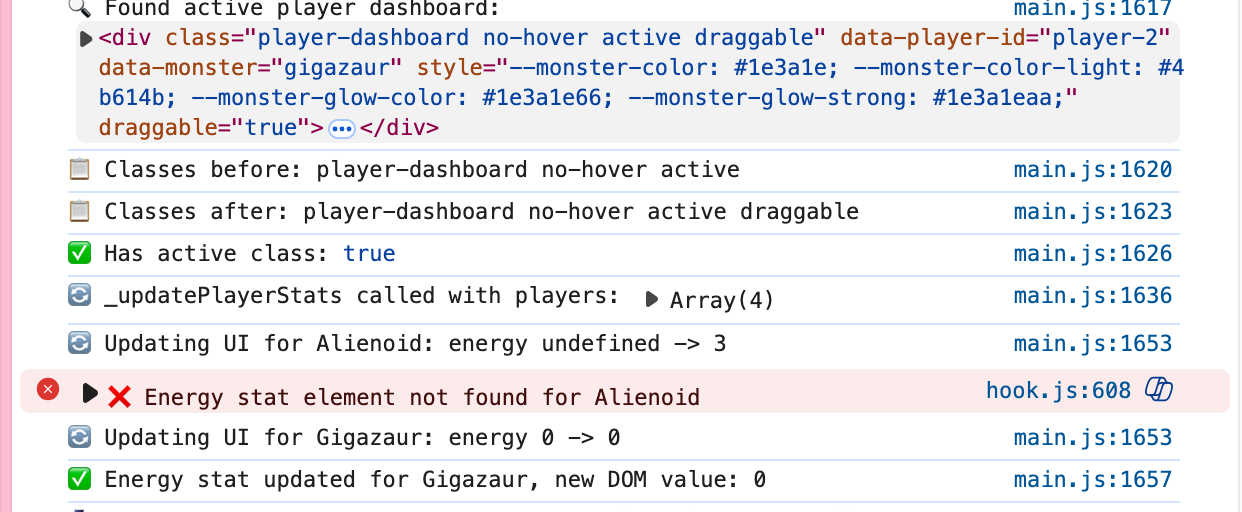 🔍 Found active player dashboard: main.js:1617
▶<div class="player-dashboard no-hover active draggable" data-player-id="player-2"
data-monster="gigazaur" style="--monster-color: #1e3a1e; --monster-color-light: #4
b614b; --monster-glow-color: #1e3a1e66; --monster-glow-strong: #1e3a1eaa;"
draggable="true">…</div>
📋 Classes before: player-dashboard no-hover active main.js:1620
📋 Classes after: player-dashboard no-hover active draggable main.js:1623
✅ Has active class: true main.js:1626
🔄 _updatePlayerStats called with players: ▶ Array(4) main.js:1636
🔄 Updating UI for Alienoid: energy undefined -> 3 main.js:1653
▶ ❌ Energy stat element not found for Alienoid hook.js:608
🔄 Updating UI for Gigazaur: energy 0 -> 0 main.js:1653
✅ Energy stat updated for Gigazaur, new DOM value: 0 main.js:1657